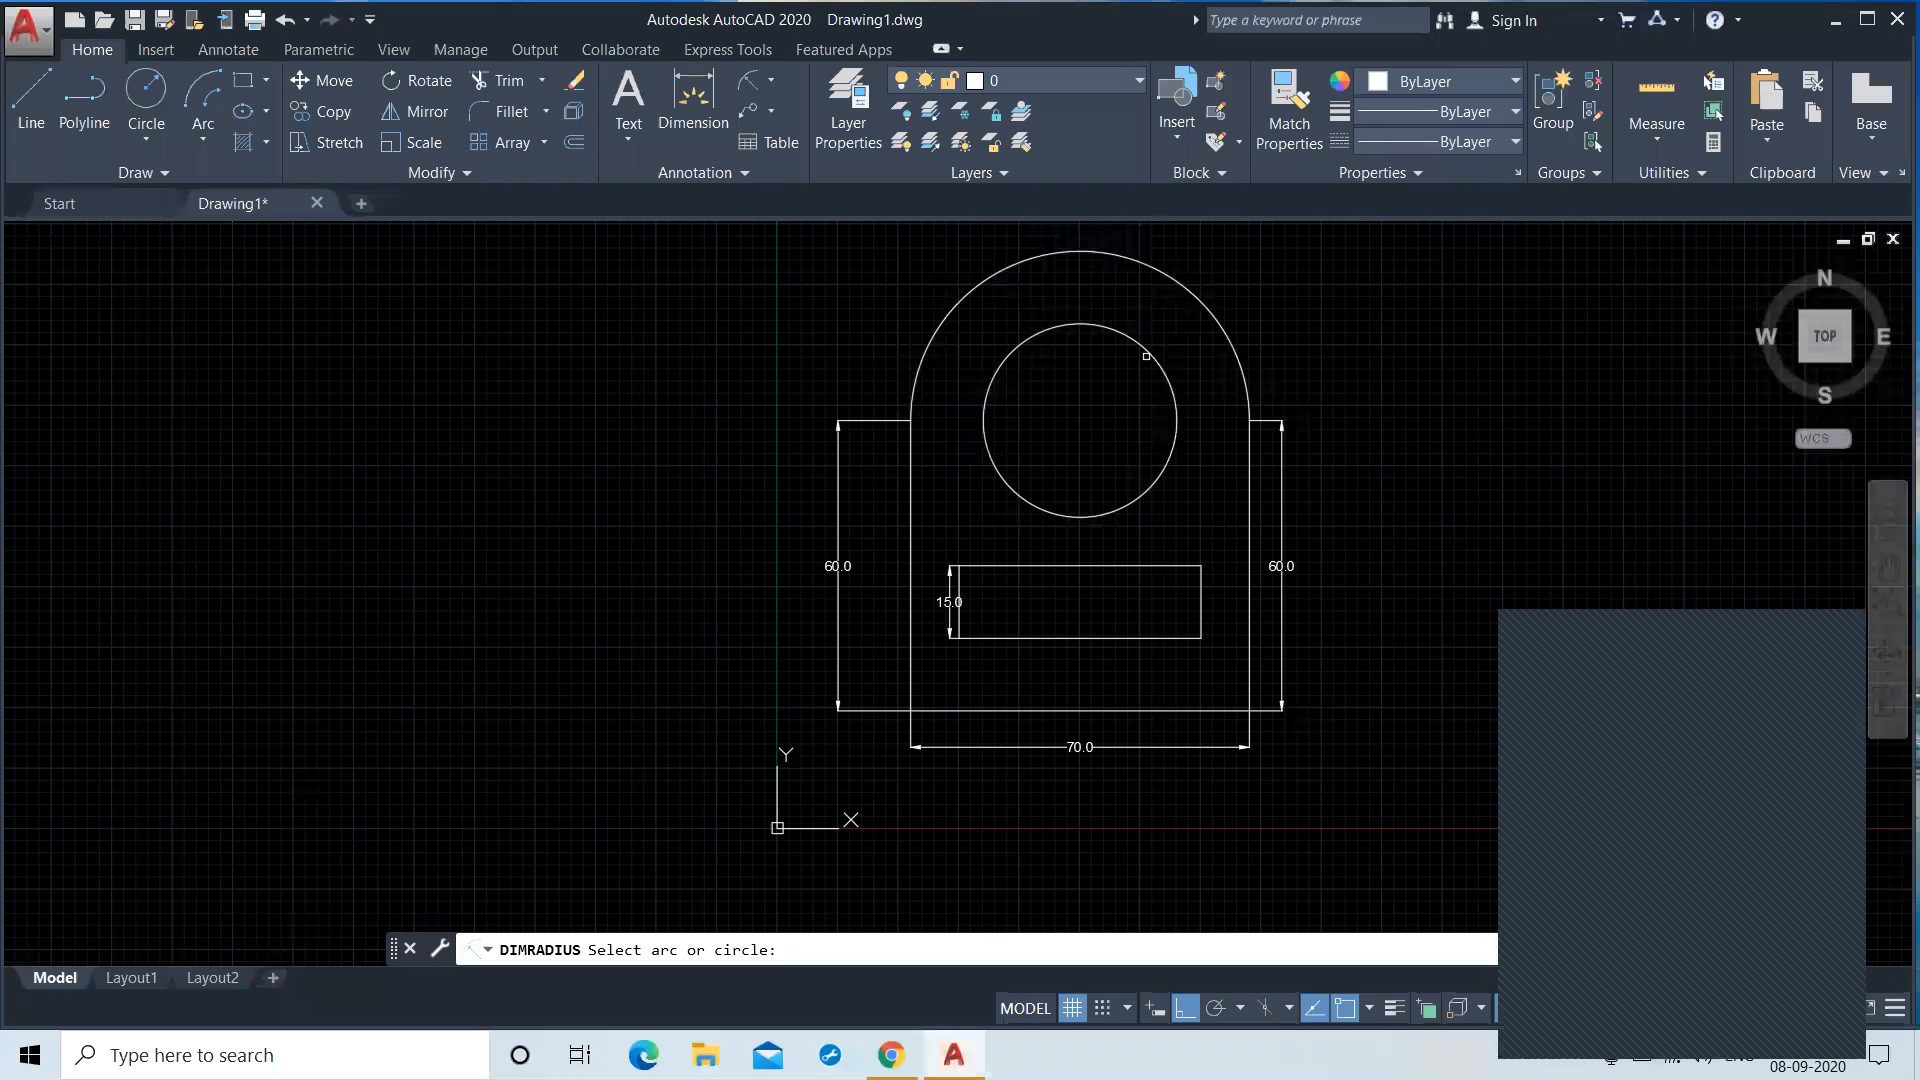 Autodesk AutoCAD 2020 Drawing1.dwg
Type a keyword or phrase
Sign In
Home Insert Annotate Parametric View Manage Output Collaborate Express Tools Featured Apps
Line Polyline Circle Arc
Move Rotate Trim
Copy Mirror Fillet
Stretch Scale Array
Text Dimension Table
Layer Properties
0
Insert
Match Properties
ByLayer
ByLayer
ByLayer
Group
Measure
Paste
Base
Draw Modify Annotation Layers Block Properties Groups Utilities Clipboard View
Start Drawing1*
N
W TOP E
S
WCS
60.0 60.0
15.0
70.0
Y
X
DIMRADIUS Select arc or circle:
Model Layout1 Layout2
MODEL
Type here to search
08-09-2020